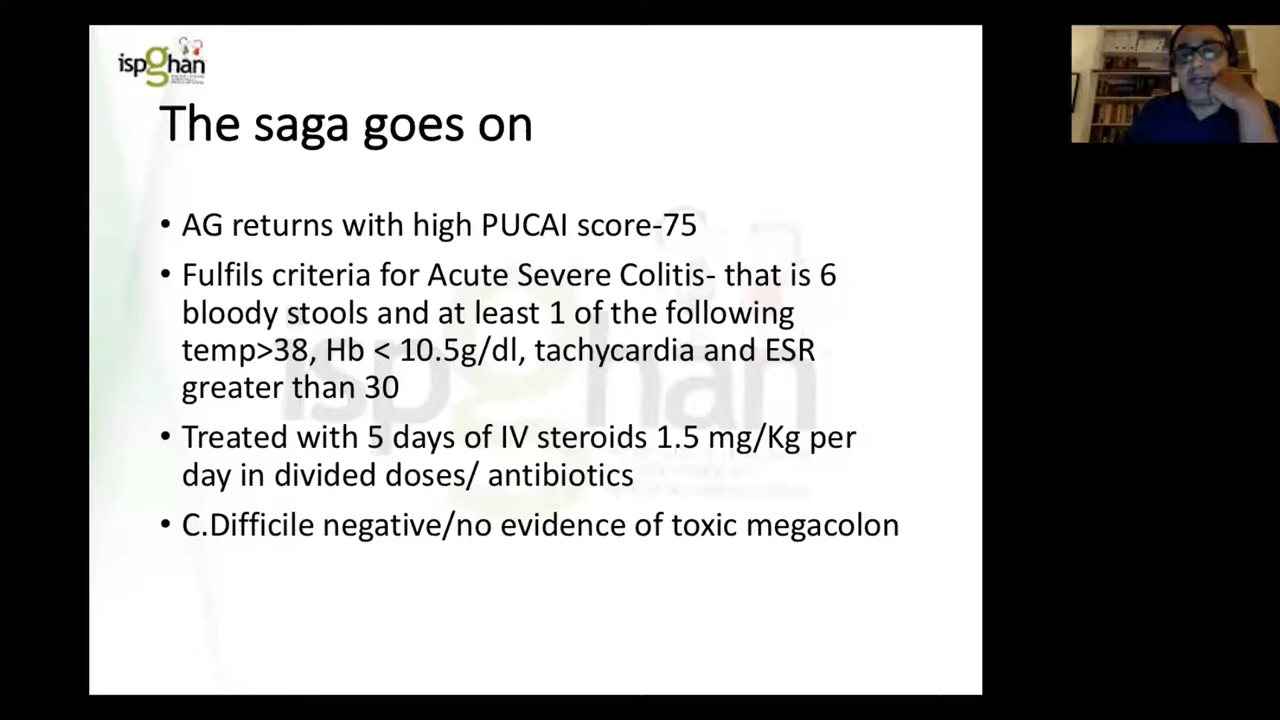 ispghan
The saga goes on
• AG returns with high PUCAI score-75
• Fulfils criteria for Acute Severe Colitis- that is 6
bloody stools and at least 1 of the following
temp>38, Hb < 10.5g/dl, tachycardia and ESR
greater than 30
• Treated with 5 days of IV steroids 1.5 mg/Kg per
day in divided doses/ antibiotics
• C.Difficile negative/no evidence of toxic megacolon
ispghan